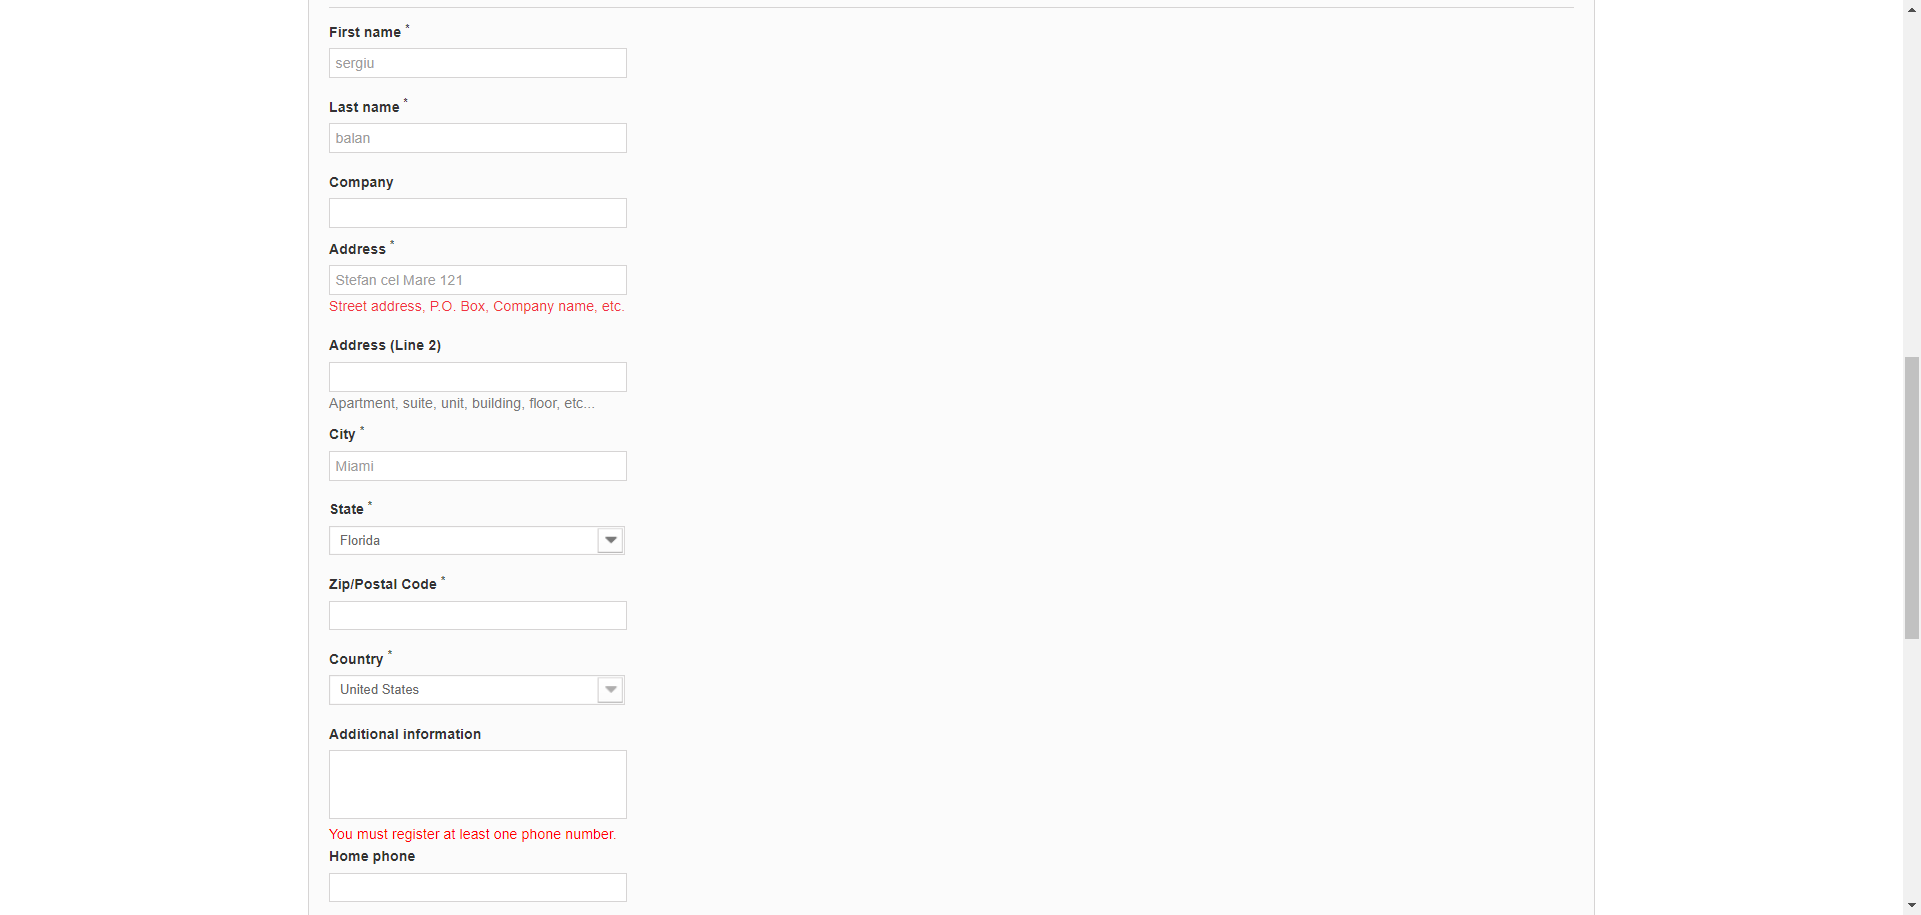 First name *
sergiu
Last name *
balan
Company
Address *
Stefan cel Mare 121
Street address, P.O. Box, Company name, etc.
Address (Line 2)
Apartment, suite, unit, building, floor, etc...
City *
Miami
State *
Florida
Zip/Postal Code *
Country *
United States
Additional information
You must register at least one phone number.
Home phone